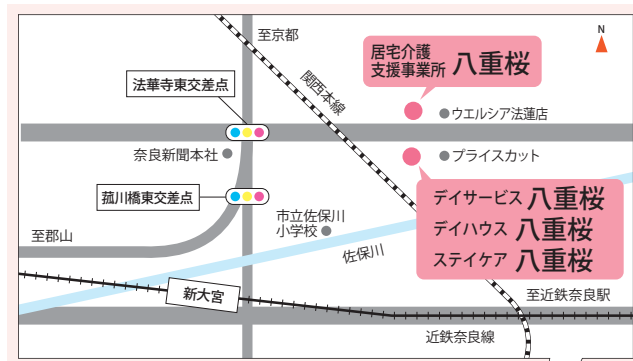 至京都
N
居宅介護
支援事業所 八重桜
関西本線
法華寺東交差点
ウエルシア法蓮店
奈良新聞本社
プライスカット
菰川橋東交差点
デイサービス 八重桜
デイハウス 八重桜
ステイケア 八重桜
市立佐保川
小学校
至郡山
佐保川
新大宮
至近鉄奈良駅
近鉄奈良線